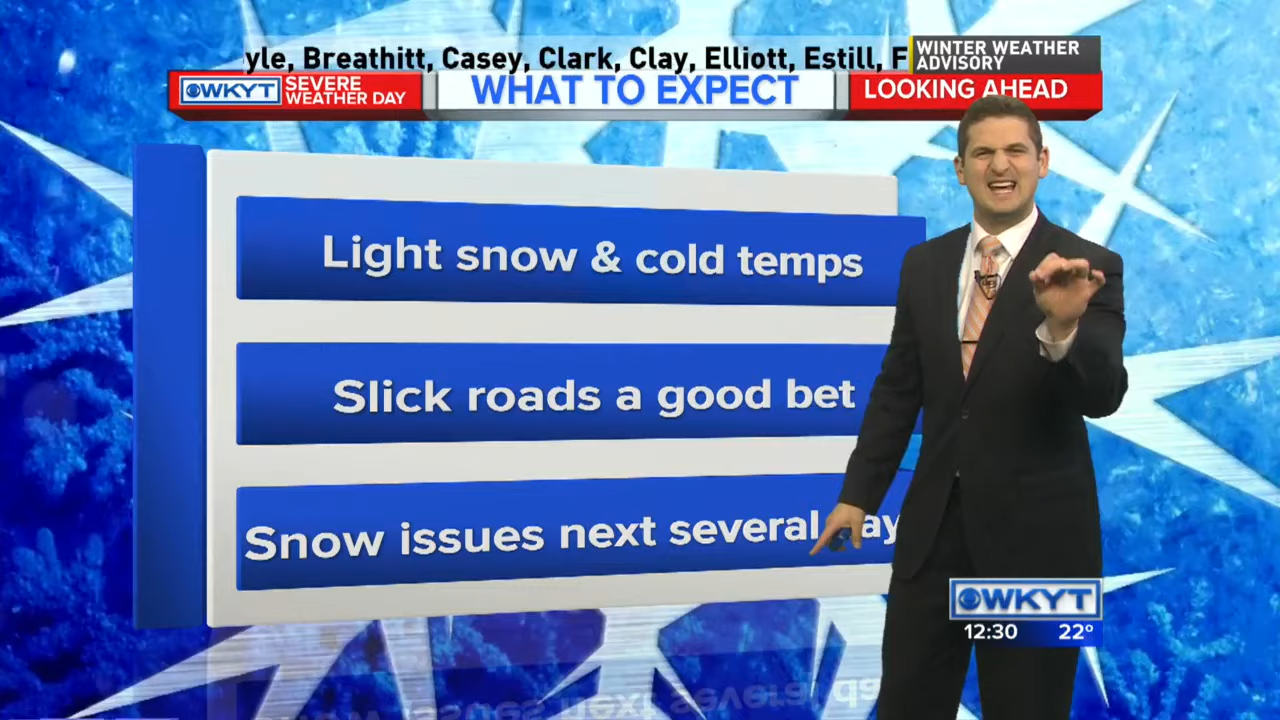 yle, Breathitt, Casey, Clark, Clay, Elliott, Estill, F
WINTER WEATHER
ADVISORY
WKYT
SEVERE
WEATHER DAY
WHAT TO EXPECT
LOOKING AHEAD
Light snow & cold temps
Slick roads a good bet
Snow issues next several ay
WKYT
12:30 22°